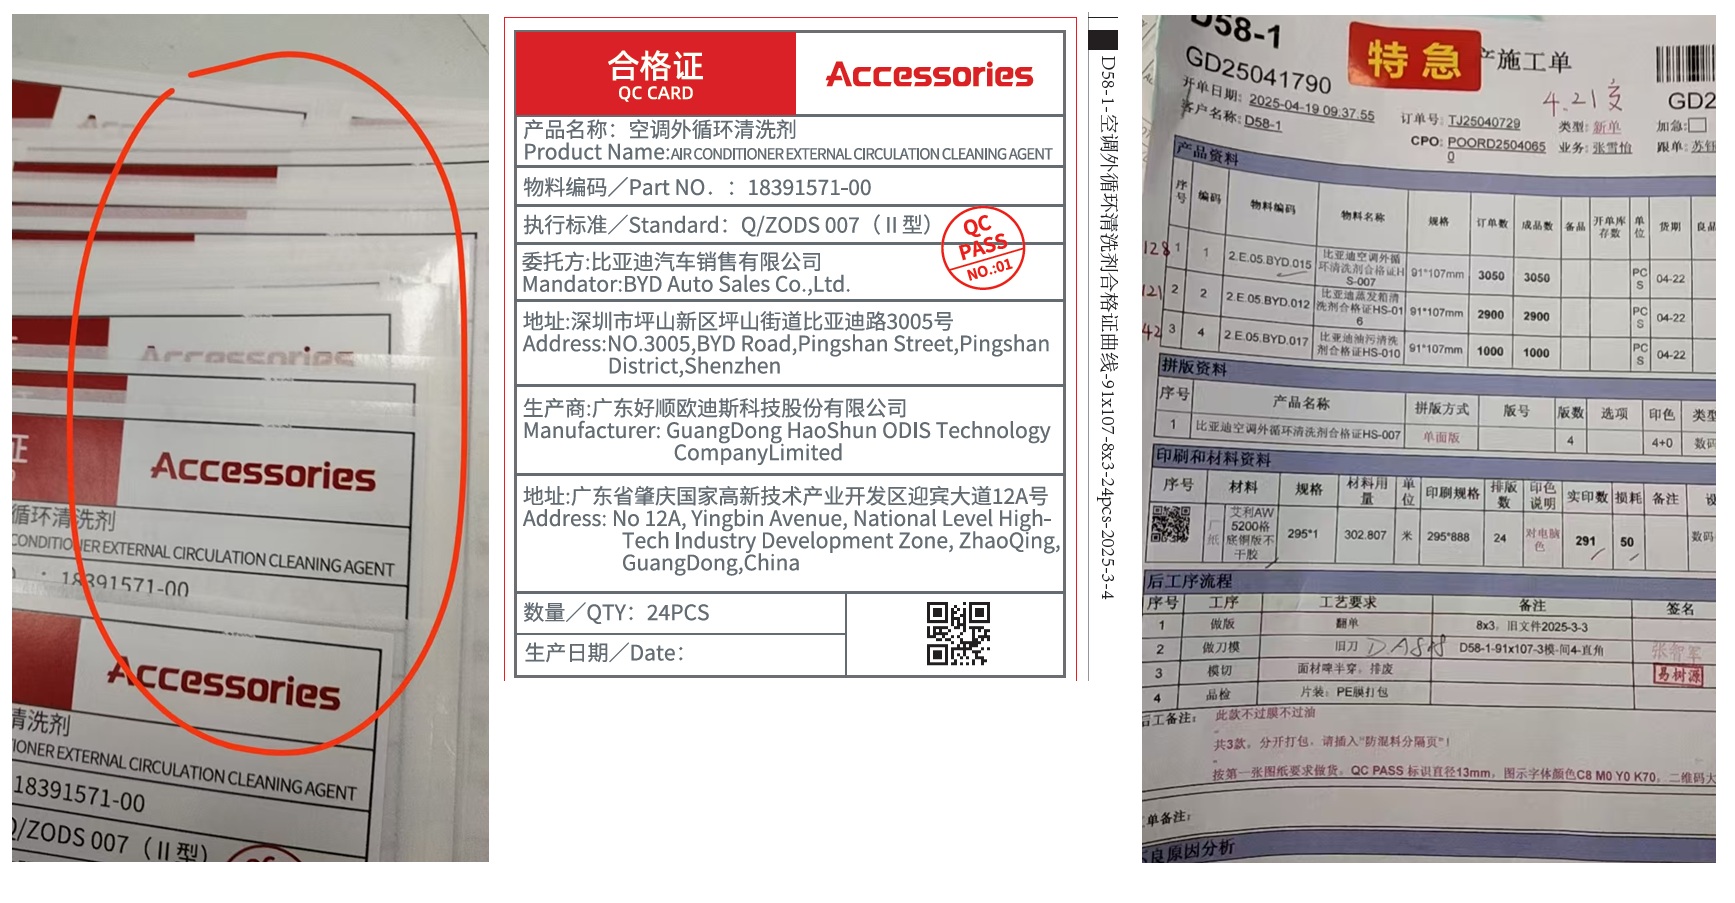 Accessories
证
Accessories
循环清洗剂
CONDITIONER EXTERNAL CIRCULATION CLEANING AGENT
: 18391571-00
Accessories
清洗剂
TIONER EXTERNAL CIRCULATION CLEANING AGENT
18391571-00
Q/ZODS 007（Ⅱ型）
合格证
QC CARD
Accessories
产品名称：空调外循环清洗剂
Product Name:AIR CONDITIONER EXTERNAL CIRCULATION CLEANING AGENT
物料编码／Part NO．：18391571-00
执行标准／Standard：Q/ZODS 007（Ⅱ型）
QC
PASS
NO.:01
委托方:比亚迪汽车销售有限公司
Mandator:BYD Auto Sales Co.,Ltd.
地址:深圳市坪山新区坪山街道比亚迪路3005号
Address:NO.3005,BYD Road,Pingshan Street,Pingshan
District,Shenzhen
生产商:广东好顺欧迪斯科技股份有限公司
Manufacturer: GuangDong HaoShun ODIS Technology
CompanyLimited
地址:广东省肇庆国家高新技术产业开发区迎宾大道12A号
Address: No 12A, Yingbin Avenue, National Level High-
Tech Industry Development Zone, ZhaoQing,
GuangDong,China
数量／QTY：24PCS
生产日期／Date：
D58-1-空调外循环清洗剂合格证曲线-91x107-8x3-24pcs-2025-3-4
D58-1
特急
产施工单
GD25041790
4.21
GD2
开单日期: 2025-04-19 09:37:55 订单号: TJ25040729 类型: 新单 加急:
客户名称: D58-1 CPO: POORD2504065 业务: 张雪怡 跟单:
0
产品资料
序号 编码 物料编码 物料名称 规格 订单数 成品数 备品 开单库存数 单位 货期 良品
128 1 1 2.E.05.BYD.015 比亚迪空调外循环清洗剂合格证HS-007 91*107mm 3050 3050 PCS 04-22
121 2 2 2.E.05.BYD.012 比亚迪蒸发箱清洗剂合格证HS-016 91*107mm 2900 2900 PCS 04-22
42 3 4 2.E.05.BYD.017 比亚迪油污清洗剂合格证HS-010 91*107mm 1000 1000 PCS 04-22
拼版资料
序号 产品名称 拼版方式 版号 版数 选项 印色 类型
1 比亚迪空调外循环清洗剂合格证HS-007 单面版 4 4+0 数码
印刷和材料资料
序号 材料 规格 材料用量 单位 印刷规格 排版数 印色说明 实印数 损耗 备注 设
厂纸 艾利AW5200格底铜版不干胶 295*1 302.807 米 295*888 24 对电脑色 291 50 数码
后工序流程
序号 工序 工艺要求 备注 签名
1 做版 翻单 8x3，旧文件2025-3-3
2 做刀模 旧刀 D58-1-91x107-3模-间4-直角 张智军
3 模切 面材啤半穿，排废 易树源
4 品检 片装：PE膜打包
后工备注: 此款不过膜不过油
-
共3款，分开打包，请插入“防混料分隔页”！
-
按第一张图纸要求做货，QC PASS 标识直径13mm，图示字体颜色C8 M0 Y0 K70，二维码大
单备注:
良原因分析